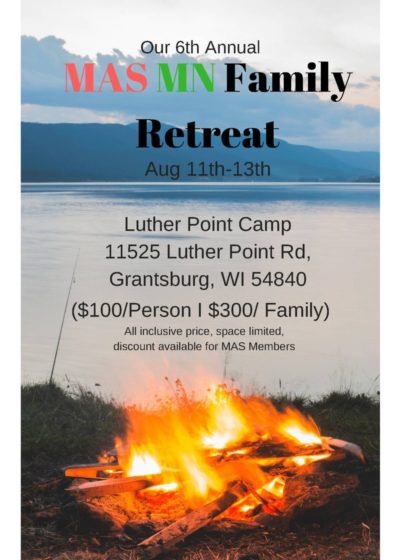 Our 6th Annual
MAS MN Family
Retreat
Aug 11th-13th
Luther Point Camp
11525 Luther Point Rd,
Grantsburg, WI 54840
($100/Person I $300/ Family)
All inclusive price, space limited,
discount available for MAS Members